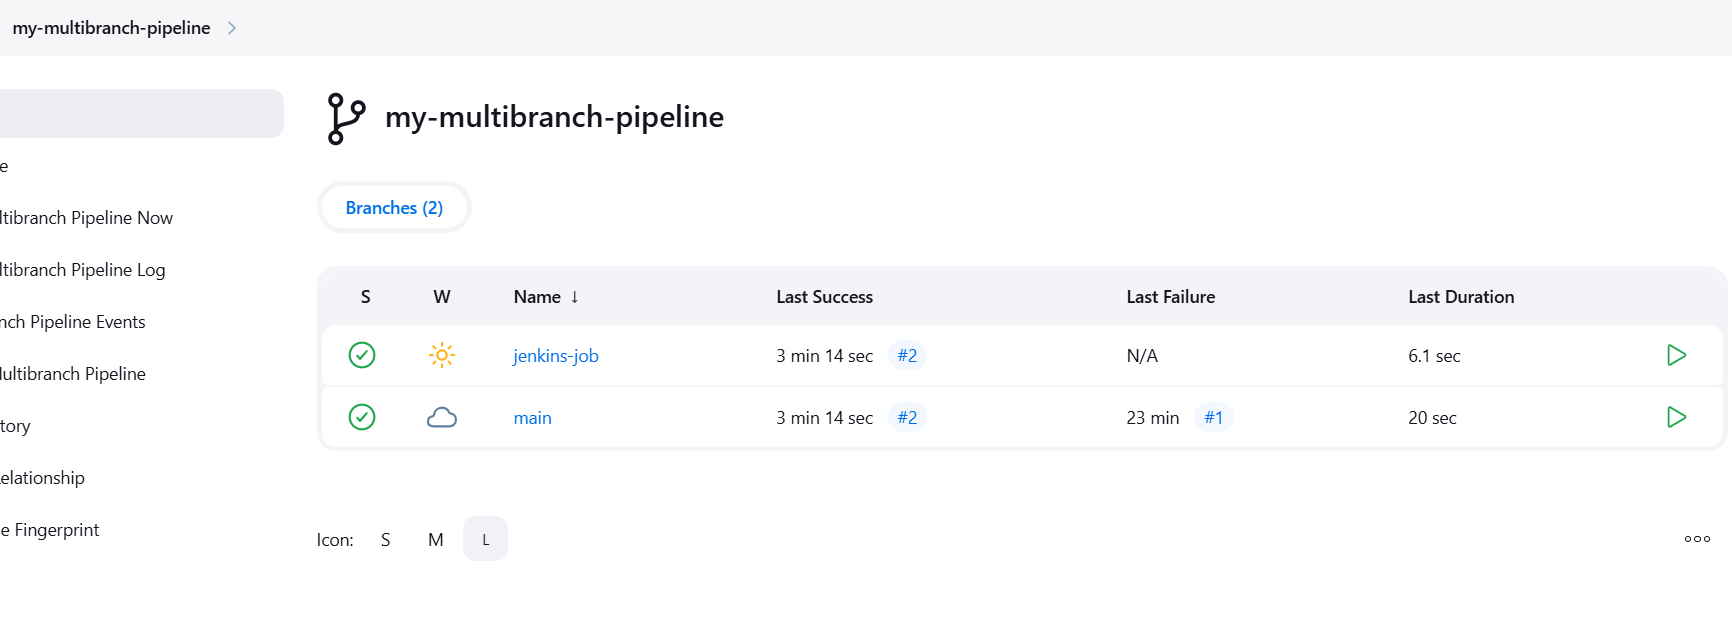 my-multibranch-pipeline
my-multibranch-pipeline
Branches (2)
S W Name ↓ Last Success Last Failure Last Duration
jenkins-job 3 min 14 sec #2 N/A 6.1 sec
main 3 min 14 sec #2 23 min #1 20 sec
Icon: S M L
e
ltibranch Pipeline Now
ltibranch Pipeline Log
nch Pipeline Events
Multibranch Pipeline
tory
Relationship
e Fingerprint